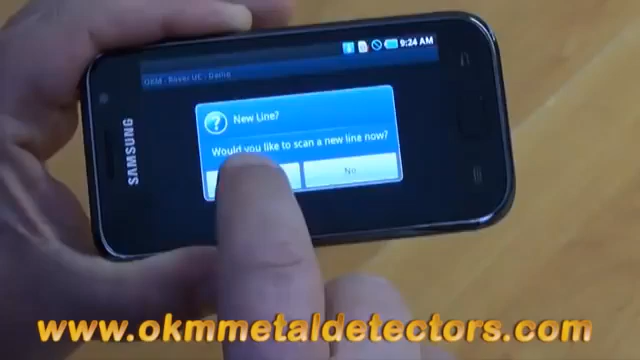 9:24 AM
OKM - Rover UC - Demo
New Line?
Would you like to scan a new line now?
No
SAMSUNG
www.okmmetaldetectors.com